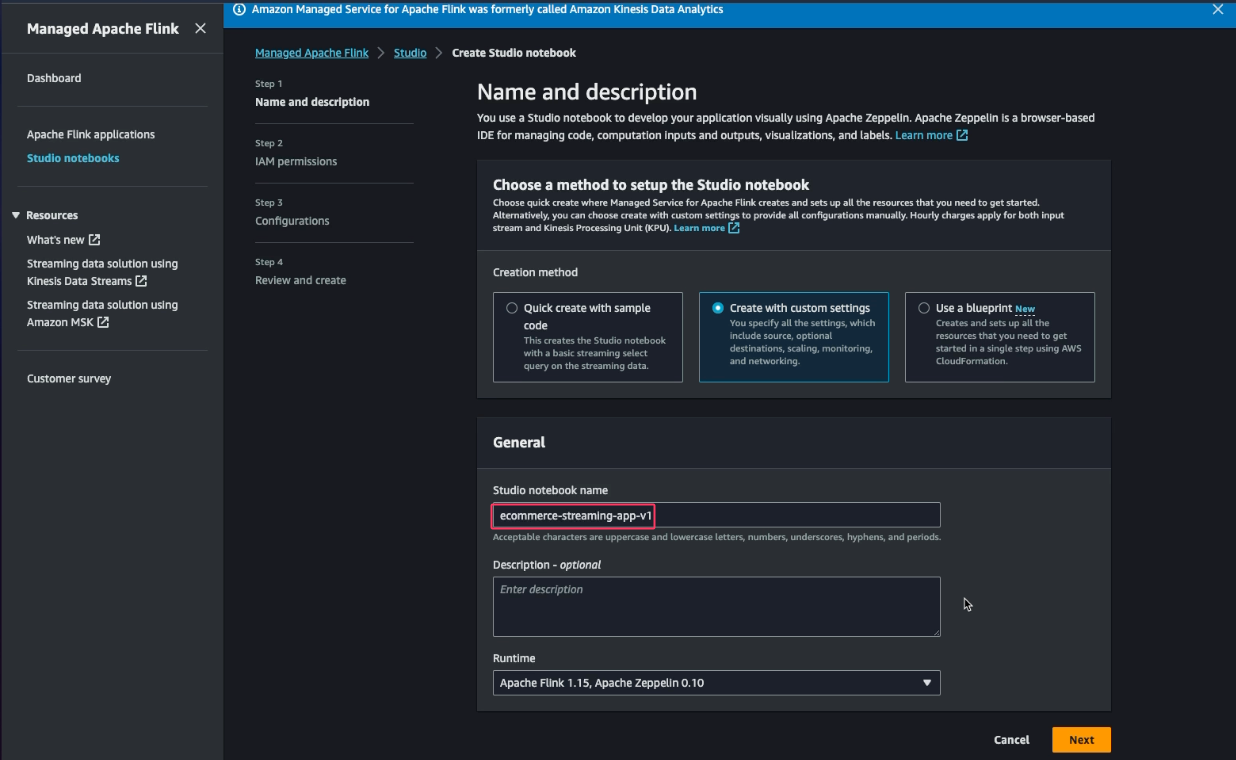 Amazon Managed Service for Apache Flink was formerly called Amazon Kinesis Data Analytics
Managed Apache Flink
Dashboard
Apache Flink applications
Studio notebooks
Resources
What's new
Streaming data solution using
Kinesis Data Streams
Streaming data solution using
Amazon MSK
Customer survey
Managed Apache Flink > Studio > Create Studio notebook
Step 1
Name and description
Step 2
IAM permissions
Step 3
Configurations
Step 4
Review and create
Name and description
You use a Studio notebook to develop your application visually using Apache Zeppelin. Apache Zeppelin is a browser-based
IDE for managing code, computation inputs and outputs, visualizations, and labels. Learn more
Choose a method to setup the Studio notebook
Choose quick create where Managed Service for Apache Flink creates and sets up all the resources that you need to get started.
Alternatively, you can choose create with custom settings to provide all configurations manually. Hourly charges apply for both input
stream and Kinesis Processing Unit (KPU). Learn more
Creation method
Quick create with sample
code
This creates the Studio notebook
with a basic streaming select
query on the streaming data.
Create with custom settings
You specify all the settings, which
include source, optional
destinations, scaling, monitoring,
and networking.
Use a blueprint New
Creates and sets up all the
resources that you need to get
started in a single step using AWS
CloudFormation.
General
Studio notebook name
ecommerce-streaming-app-v1
Acceptable characters are uppercase and lowercase letters, numbers, underscores, hyphens, and periods.
Description - optional
Enter description
Runtime
Apache Flink 1.15, Apache Zeppelin 0.10
Cancel
Next